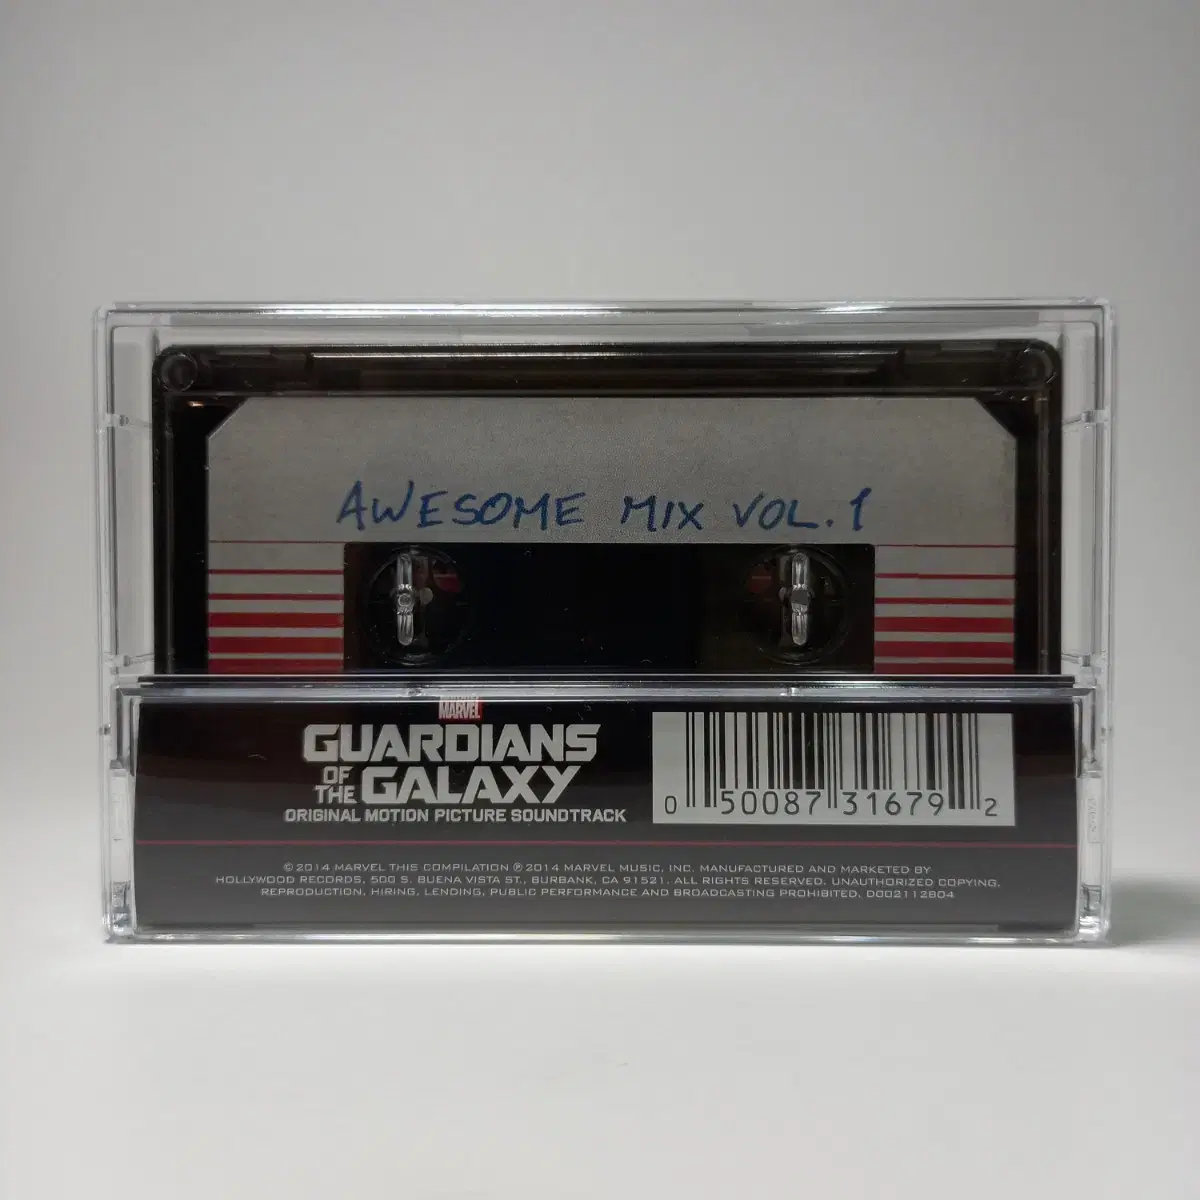 AWESOME MIX VOL. 1
MARVEL
GUARDIANS
OF THE GALAXY
ORIGINAL MOTION PICTURE SOUNDTRACK
0 50087 31679 2
©2014 MARVEL THIS COMPILATION ℗ 2014 MARVEL MUSIC, INC. MANUFACTURED AND MARKETED BY
HOLLYWOOD RECORDS, 500 S. BUENA VISTA ST., BURBANK, CA 91521. ALL RIGHTS RESERVED. UNAUTHORIZED COPYING,
REPRODUCTION, HIRING, LENDING, PUBLIC PERFORMANCE AND BROADCASTING PROHIBITED. D002112804